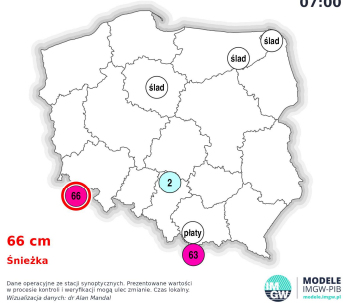 07:00
ślad
ślad
ślad
2
66
płaty
63
66 cm
Śnieżka
Dane operacyjne ze stacji synoptycznych. Prezentowane wartości
w procesie kontroli i weryfikacji mogą ulec zmianie. Czas lokalny.
Wizualizacja danych: dr Alan Mandal
IM
GW
MODELE
IMGW-PIB
modele.imgw.pl